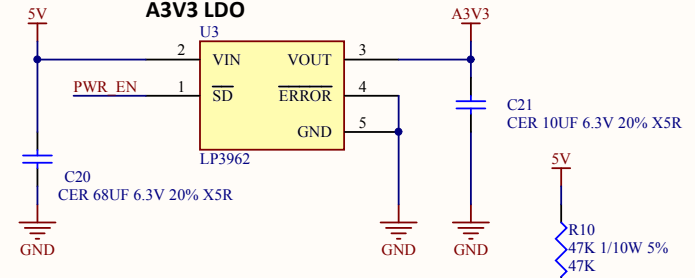 A3V3 LDO
5V
A3V3
U3
2
VIN
VOUT
3
PWR_EN
1
SD
ERROR
4
GND
5
LP3962
C20
CER 68UF 6.3V 20% X5R
C21
CER 10UF 6.3V 20% X5R
GND
GND
GND
5V
R10
47K 1/10W 5%
47K